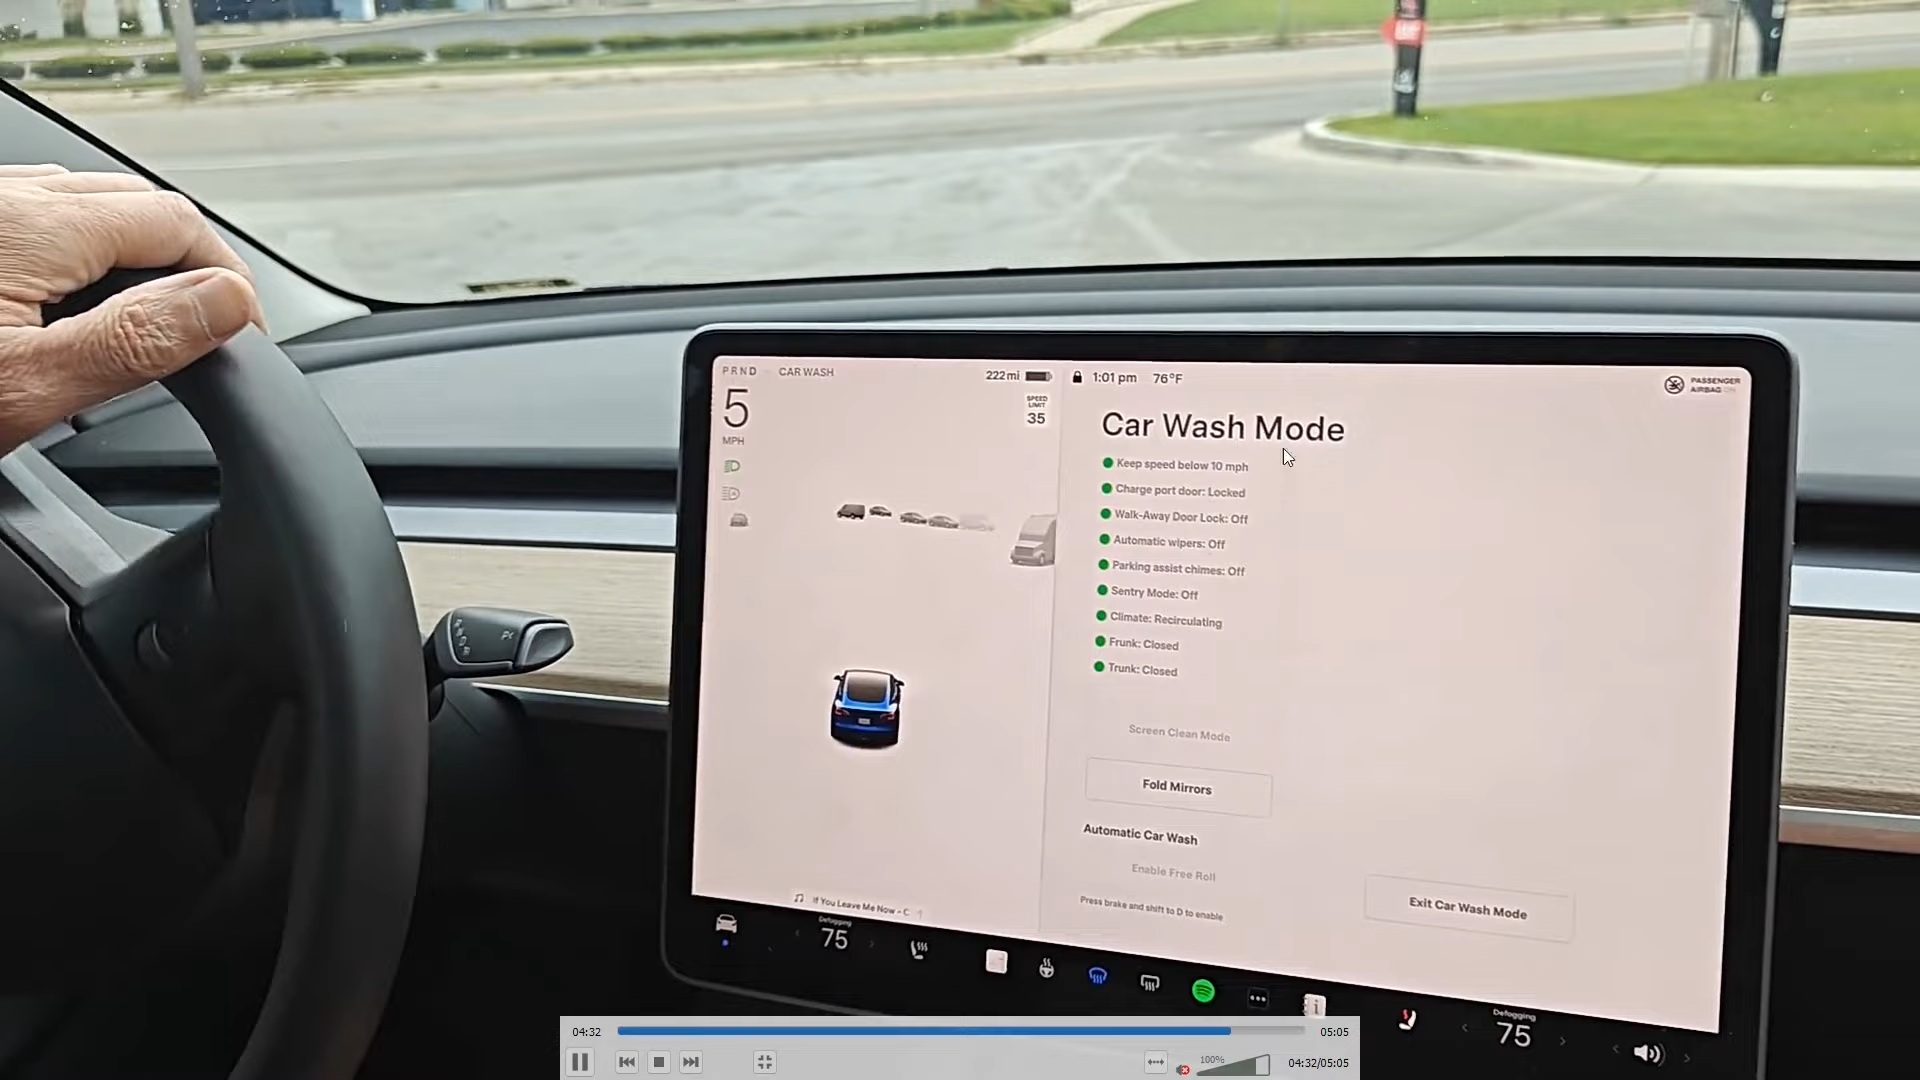 PRND CAR WASH
222 mi
5
MPH
SPEED
LIMIT
35
1:01 pm 76°F
PASSENGER
AIRBAG ON
Car Wash Mode
Keep speed below 10 mph
Charge port door: Locked
Walk-Away Door Lock: Off
Automatic wipers: Off
Parking assist chimes: Off
Sentry Mode: Off
Climate: Recirculating
Frunk: Closed
Trunk: Closed
Screen Clean Mode
Fold Mirrors
Automatic Car Wash
Enable Free Roll
Press brake and shift to D to enable
Exit Car Wash Mode
If You Leave Me Now - C
Defogging
75
Defogging
75
04:32 05:05
100%
04:32/05:05